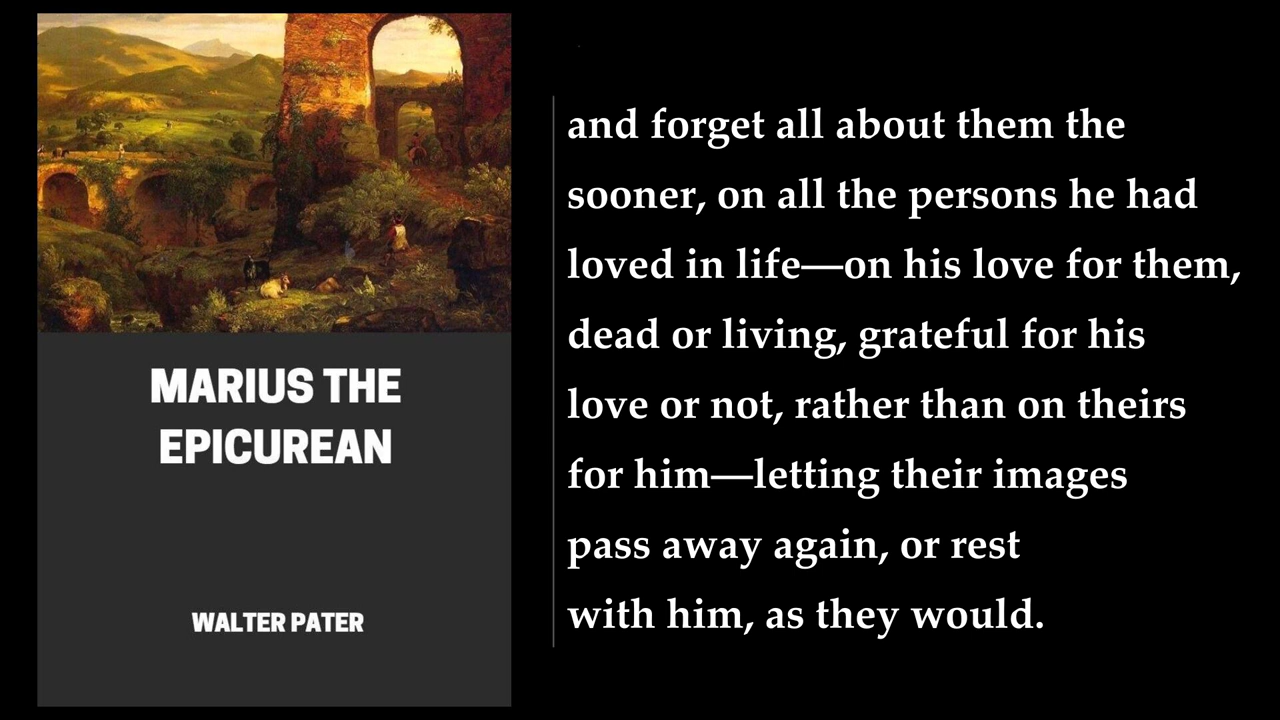 MARIUS THE
EPICUREAN
WALTER PATER
and forget all about them the
sooner, on all the persons he had
loved in life—on his love for them,
dead or living, grateful for his
love or not, rather than on theirs
for him—letting their images
pass away again, or rest
with him, as they would.